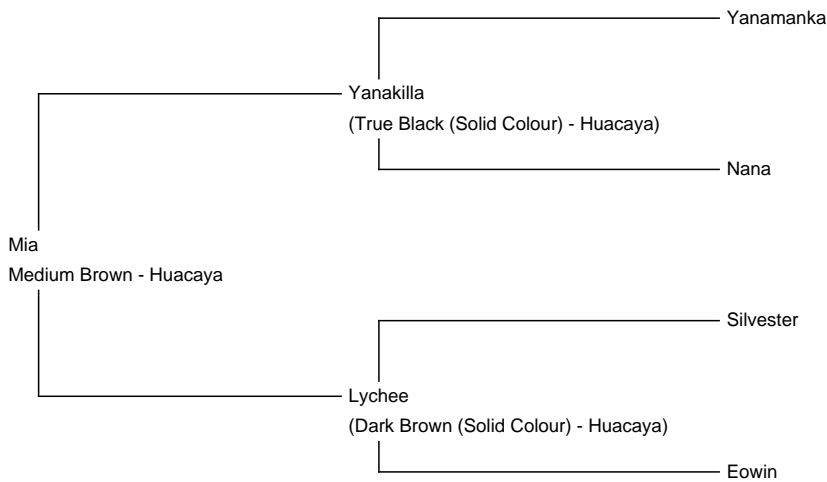 Yanamanka
Yanakilla
(True Black (Solid Colour) - Huacaya)
Nana
Mia
Medium Brown - Huacaya
Silvester
Lychee
(Dark Brown (Solid Colour) - Huacaya)
Eowin